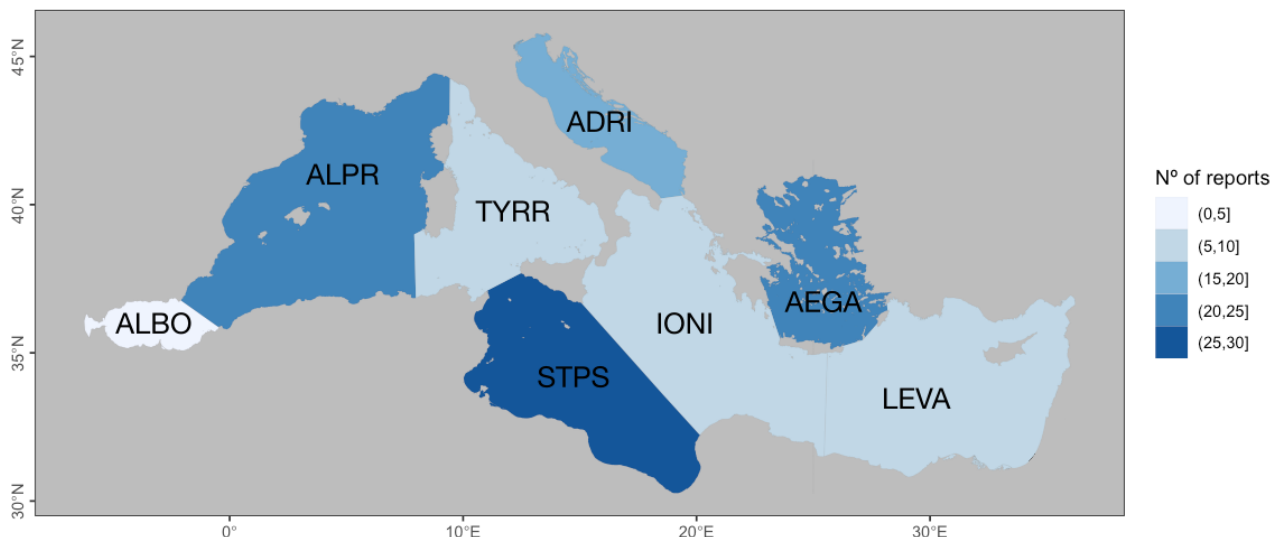 45°N
40°N
35°N
30°N
0°
10°E
20°E
30°E
ADRI
ALPR
TYRR
AEGA
ALBO
IONI
STPS
LEVA
Nº of reports
(0,5]
(5,10]
(15,20]
(20,25]
(25,30]